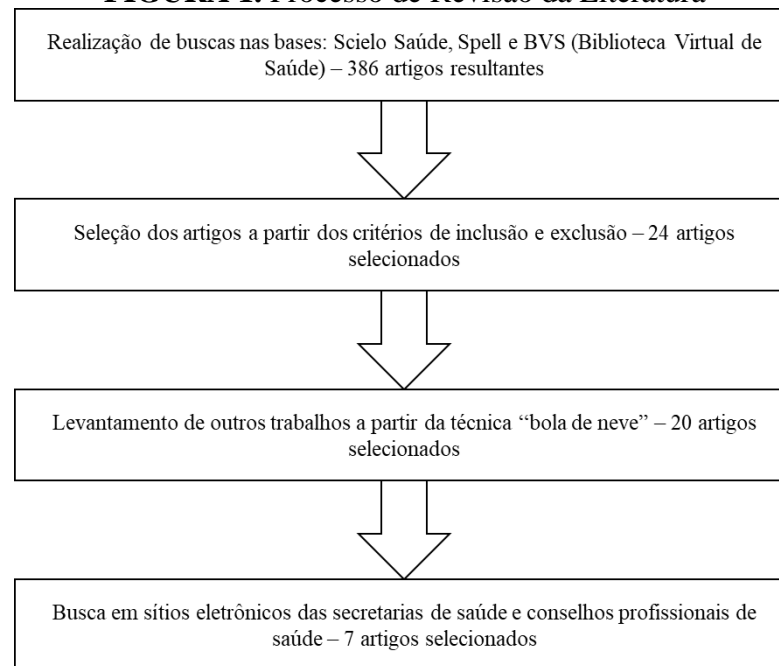 FIGURA 1. Processo de Revisão da Literatura
Realização de buscas nas bases: Scielo Saúde, Spell e BVS (Biblioteca Virtual de
Saúde) – 386 artigos resultantes
Seleção dos artigos a partir dos critérios de inclusão e exclusão – 24 artigos
selecionados
Levantamento de outros trabalhos a partir da técnica “bola de neve” – 20 artigos
selecionados
Busca em sítios eletrônicos das secretarias de saúde e conselhos profissionais de
saúde – 7 artigos selecionados